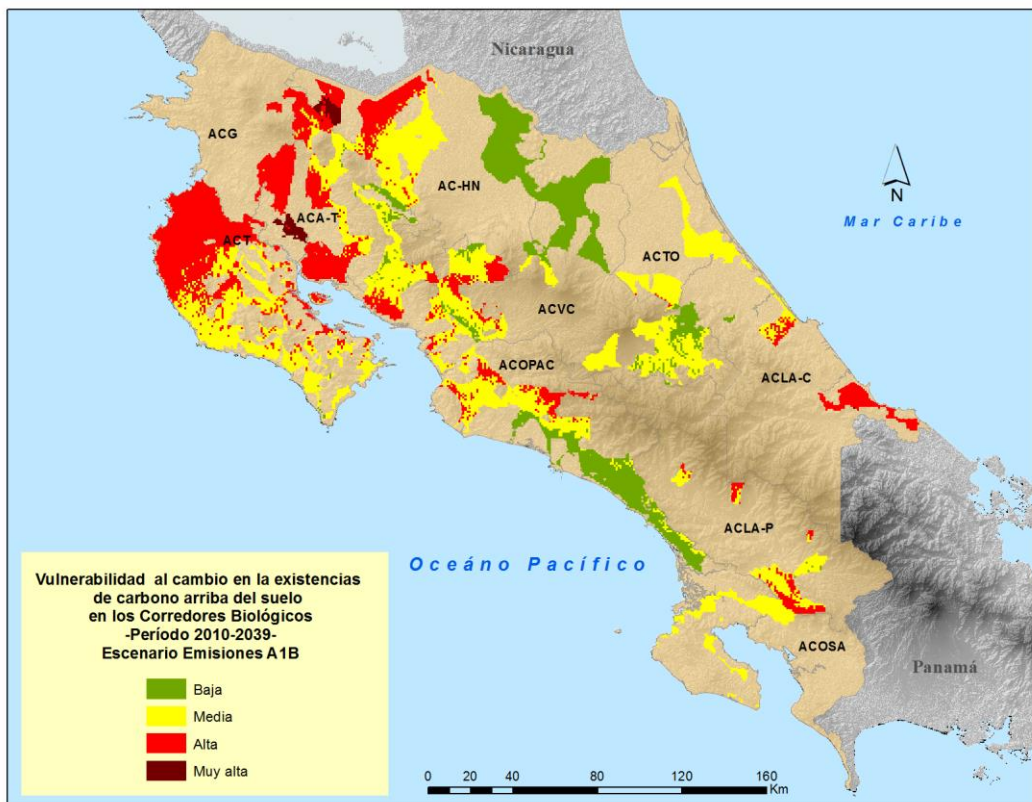 Nicaragua
ACG
AC-HN
N
Mar Caribe
ACA-T
ACT
ACTO
ACVC
ACOPAC
ACLA-C
ACLA-P
Oceáno Pacífico
ACOSA
Panamá
Vulnerabilidad al cambio en la existencias
de carbono arriba del suelo
en los Corredores Biológicos
-Período 2010-2039-
Escenario Emisiones A1B
Baja
Media
Alta
Muy alta
0 20 40 80 120 160
Km